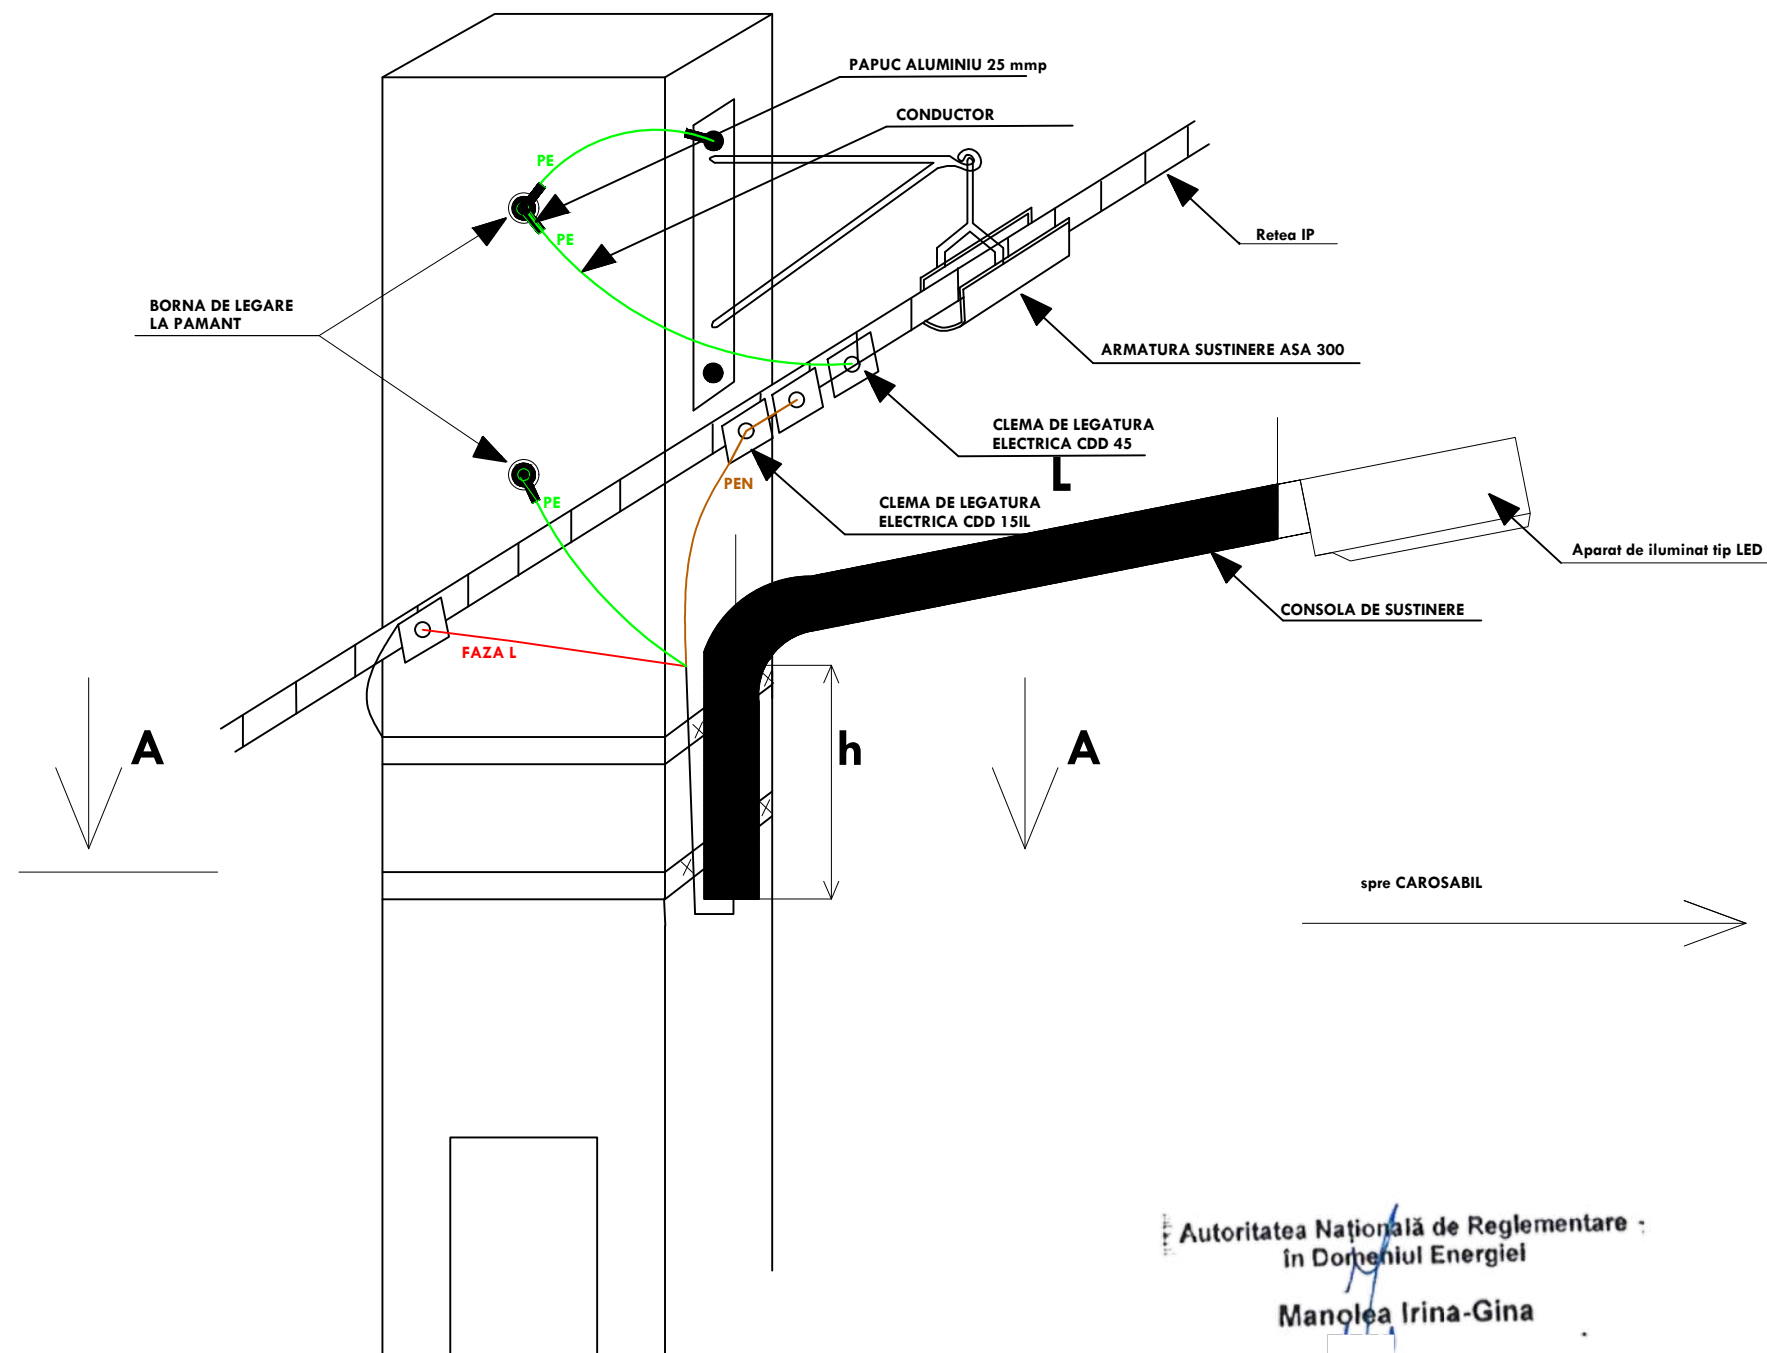 PAPUC ALUMINIU 25 mmp
CONDUCTOR
PE
PE
Retea IP
BORNA DE LEGARE
LA PAMANT
ARMATURA SUSTINERE ASA 300
CLEMA DE LEGATURA
ELECTRICA CDD 45
L
PEN
PE
CLEMA DE LEGATURA
ELECTRICA CDD 15IL
Aparat de iluminat tip LED
CONSOLA DE SUSTINERE
FAZA L
A
h
A
spre CAROSABIL
Autoritatea Națională de Reglementare
în Domeniul Energiei
Manolea Irina-Gina